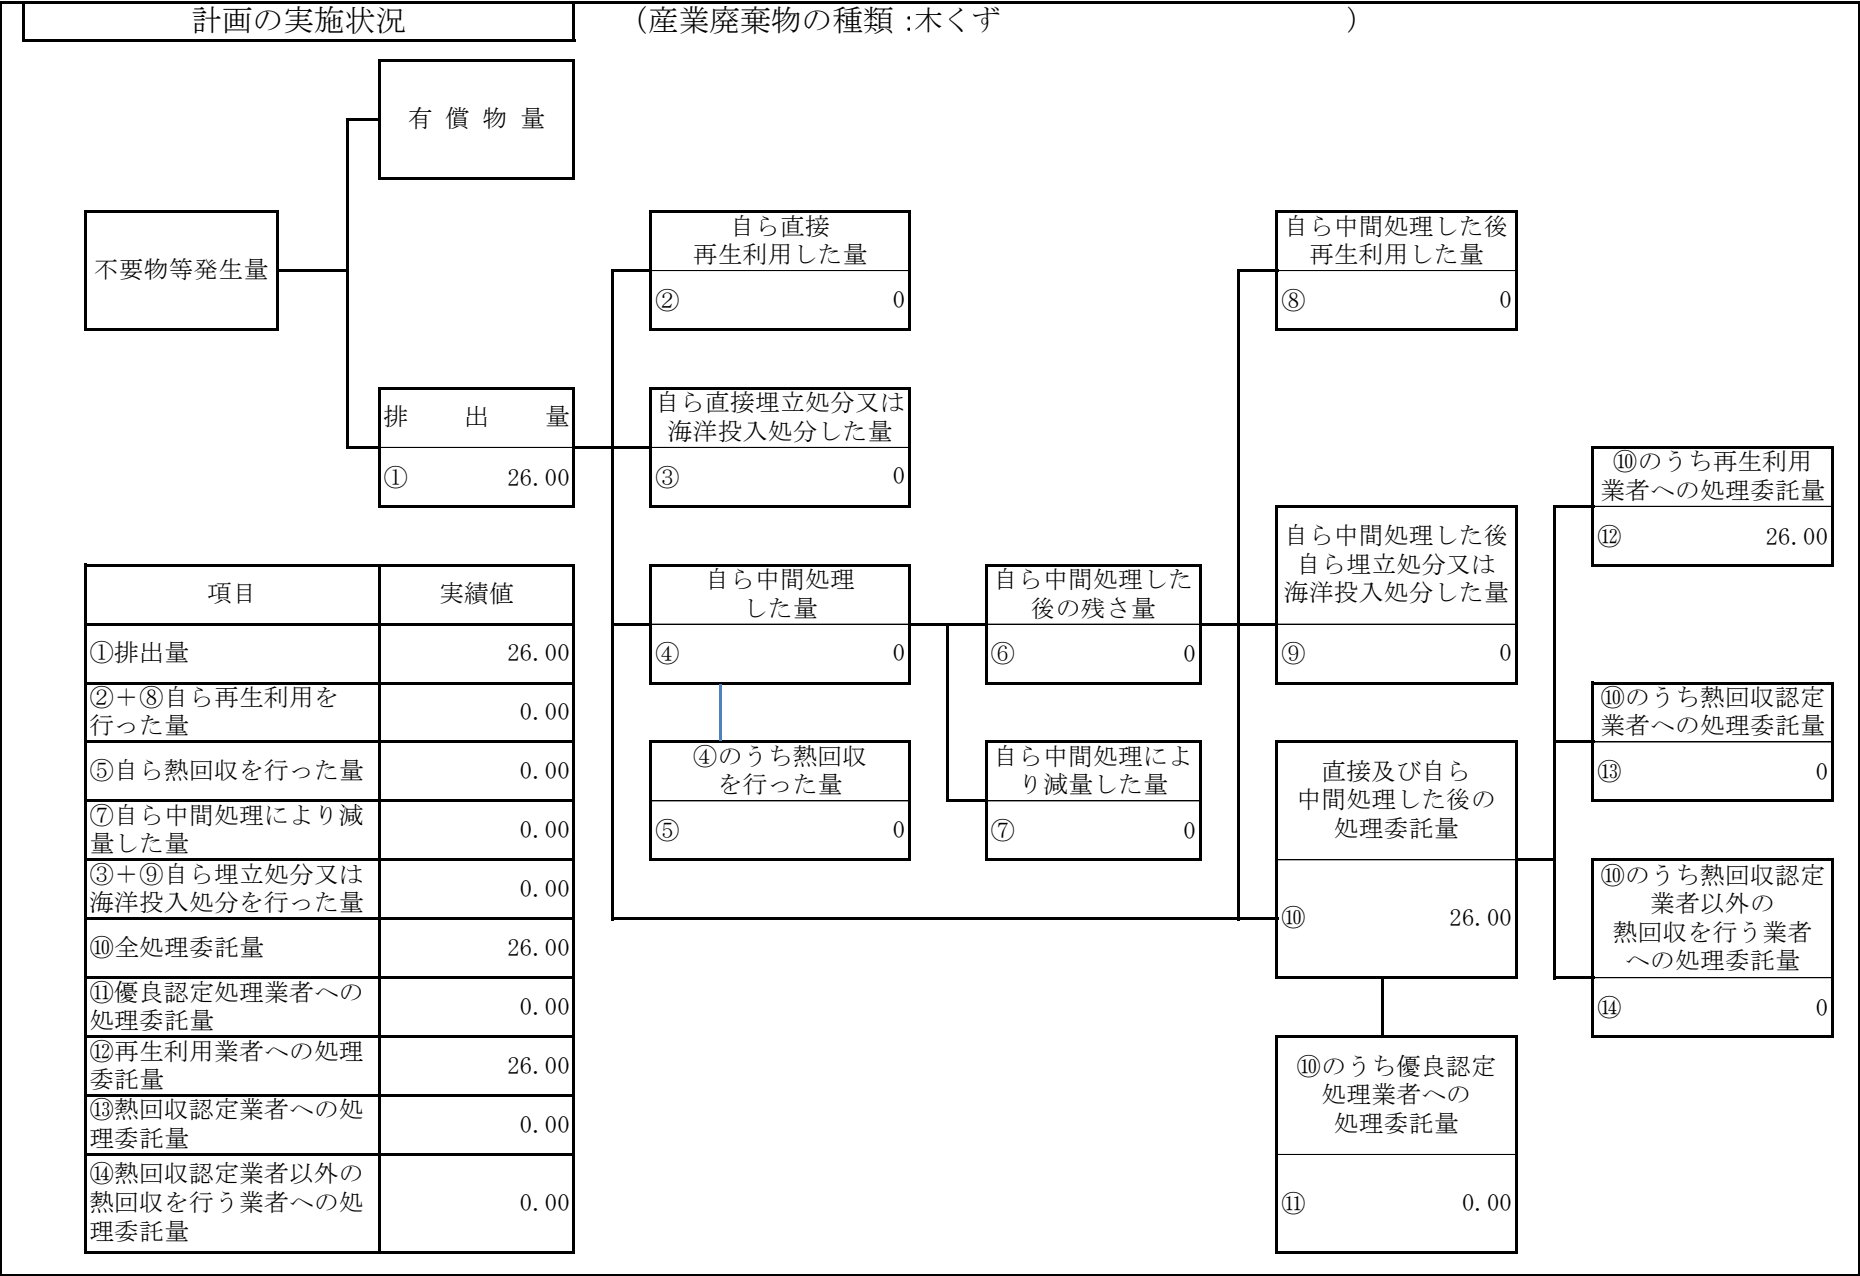 計画の実施状況
(産業廃棄物の種類:木くず )
有償物量
不要物等発生量
排出量
① 26.00
自ら直接
再生利用した量
② 0
自ら直接埋立処分又は
海洋投入処分した量
③ 0
自ら中間処理
した量
④ 0
④のうち熱回収
を行った量
⑤ 0
自ら中間処理した
後の残さ量
⑥ 0
自ら中間処理によ
り減量した量
⑦ 0
自ら中間処理した後
再生利用した量
⑧ 0
自ら中間処理した後
自ら埋立処分又は
海洋投入処分した量
⑨ 0
直接及び自ら
中間処理した後の
処理委託量
⑩ 26.00
⑩のうち優良認定
処理業者への
処理委託量
⑪ 0.00
⑩のうち再生利用
業者への処理委託量
⑫ 26.00
⑩のうち熱回収認定
業者への処理委託量
⑬ 0
⑩のうち熱回収認定
業者以外の
熱回収を行う業者
への処理委託量
⑭ 0
項目 実績値
①排出量 26.00
②+⑧自ら再生利用を
行った量 0.00
⑤自ら熱回収を行った量 0.00
⑦自ら中間処理により減
量した量 0.00
③+⑨自ら埋立処分又は
海洋投入処分を行った量 0.00
⑩全処理委託量 26.00
⑪優良認定処理業者への
処理委託量 0.00
⑫再生利用業者への処理
委託量 26.00
⑬熱回収認定業者への処
理委託量 0.00
⑭熱回収認定業者以外の
熱回収を行う業者への処
理委託量 0.00